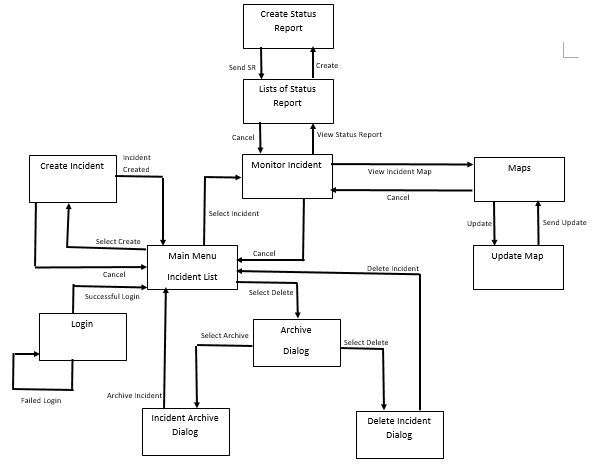 Create Status
Report
Send SR
Create
Lists of Status
Report
Cancel
View Status Report
Create Incident
Incident
Created
Monitor Incident
View Incident Map
Maps
Cancel
Select Incident
Select Create
Update
Send Update
Main Menu
Incident List
Cancel
Cancel
Delete Incident
Update Map
Successful Login
Select Delete
Login
Select Archive
Archive
Dialog
Select Delete
Failed Login
Archive Incident
Incident Archive
Dialog
Delete Incident
Dialog